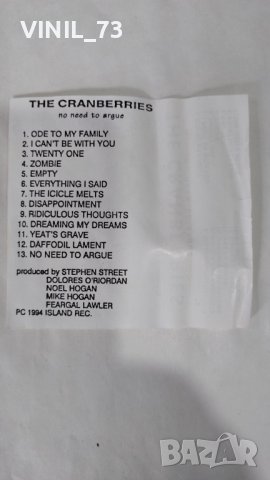 VINIL_73
THE CRANBERRIES
no need to argue
1. ODE TO MY FAMILY
2. I CAN'T BE WITH YOU
3. TWENTY ONE
4. ZOMBIE
5. EMPTY
6. EVERYTHING I SAID
7. THE ICICLE MELTS
8. DISAPPOINTMENT
9. RIDICULOUS THOUGHTS
10. DREAMING MY DREAMS
11. YEAT'S GRAVE
12. DAFFODIL LAMENT
13. NO NEED TO ARGUE
produced by STEPHEN STREET
DOLORES O'RIORDAN
NOEL HOGAN
MIKE HOGAN
FEARGAL LAWLER
PC 1994 ISLAND REC.
BAZAR